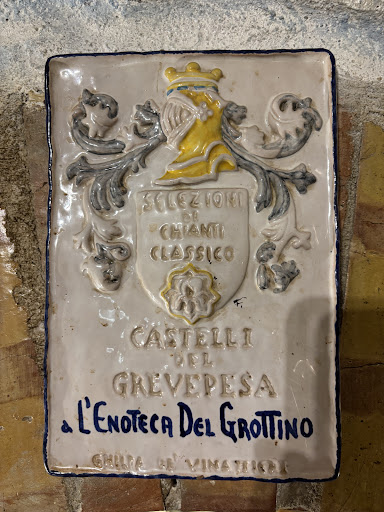 SELEZIONI
DI
CHIANTI
CLASSICO
F.
CASTELLI
DEL
GREVEPESA
a L'ENOTECA DEL GROTTINO